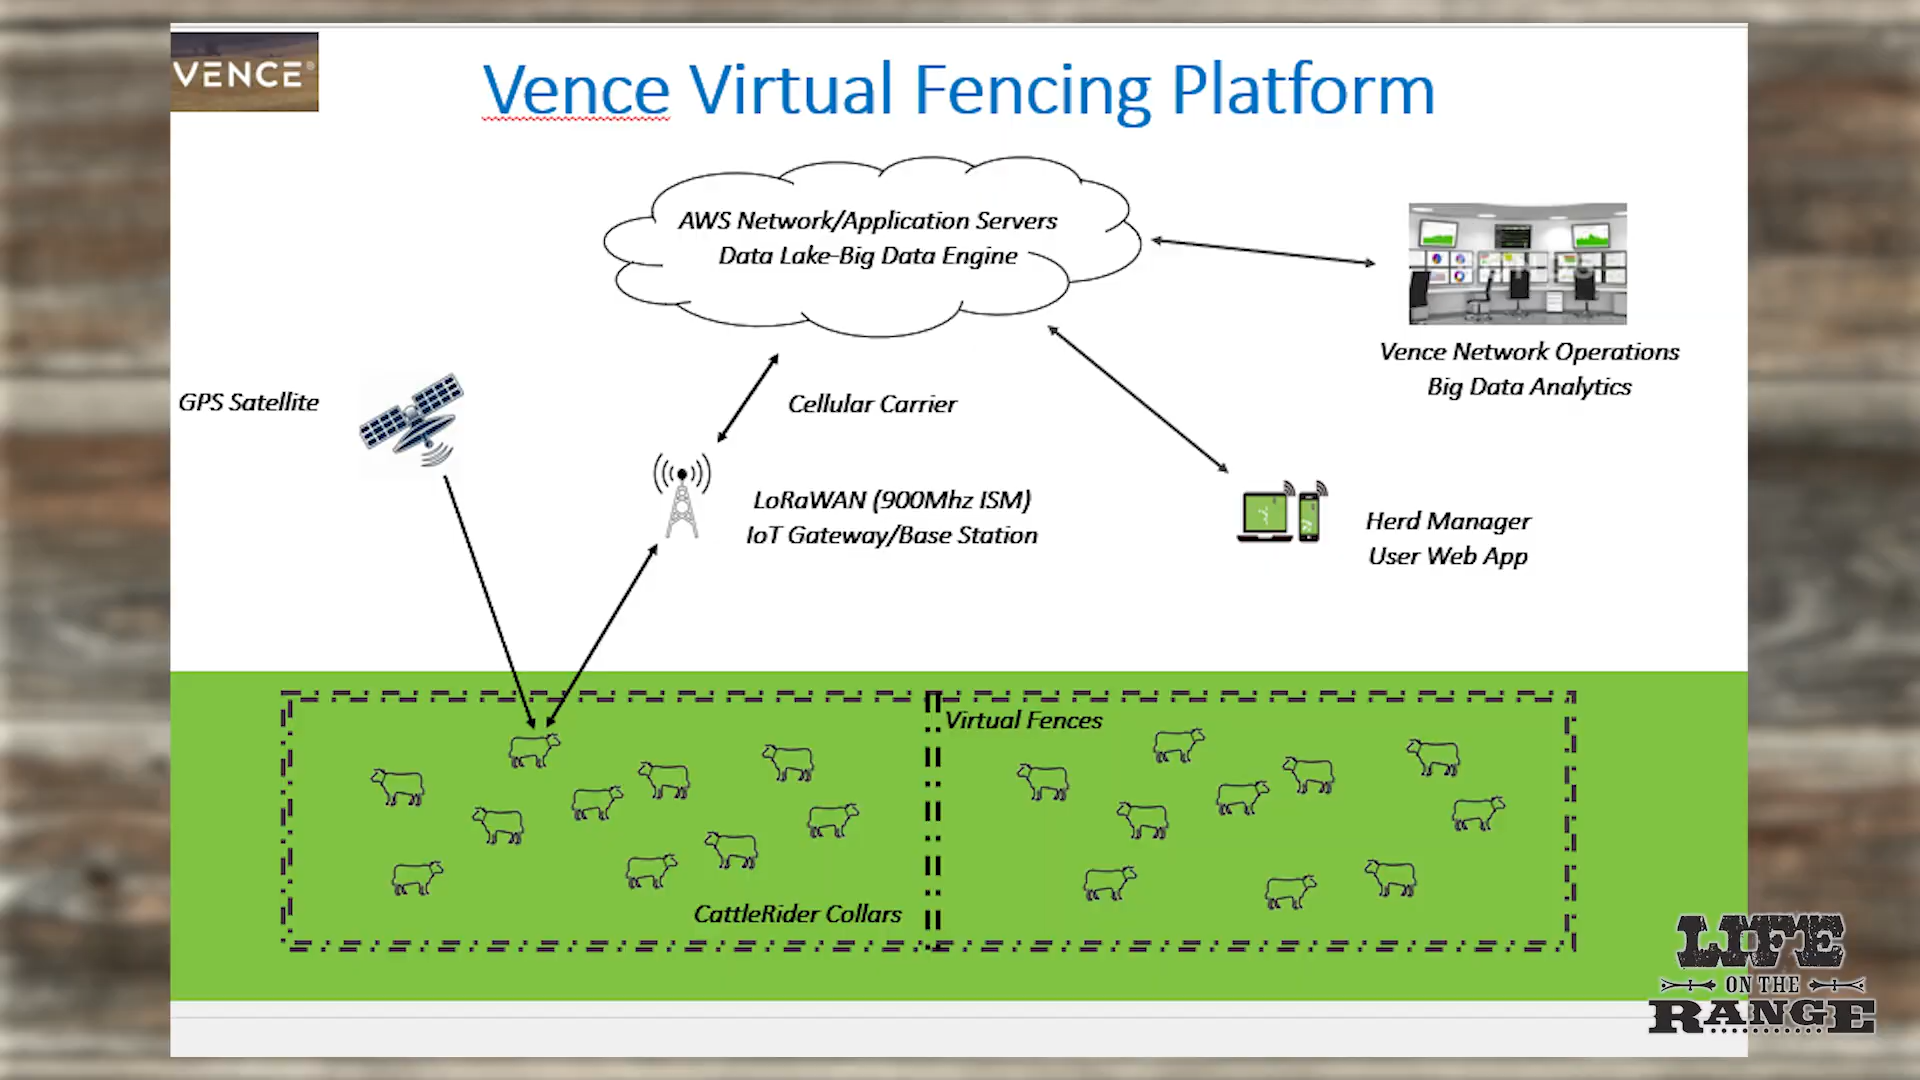 VENCE®
Vence Virtual Fencing Platform
AWS Network/Application Servers
Data Lake-Big Data Engine
Vence Network Operations
Big Data Analytics
GPS Satellite
Cellular Carrier
LoRaWAN (900Mhz ISM)
IoT Gateway/Base Station
Herd Manager
User Web App
Virtual Fences
CattleRider Collars
LIFE
ON THE
RANGE